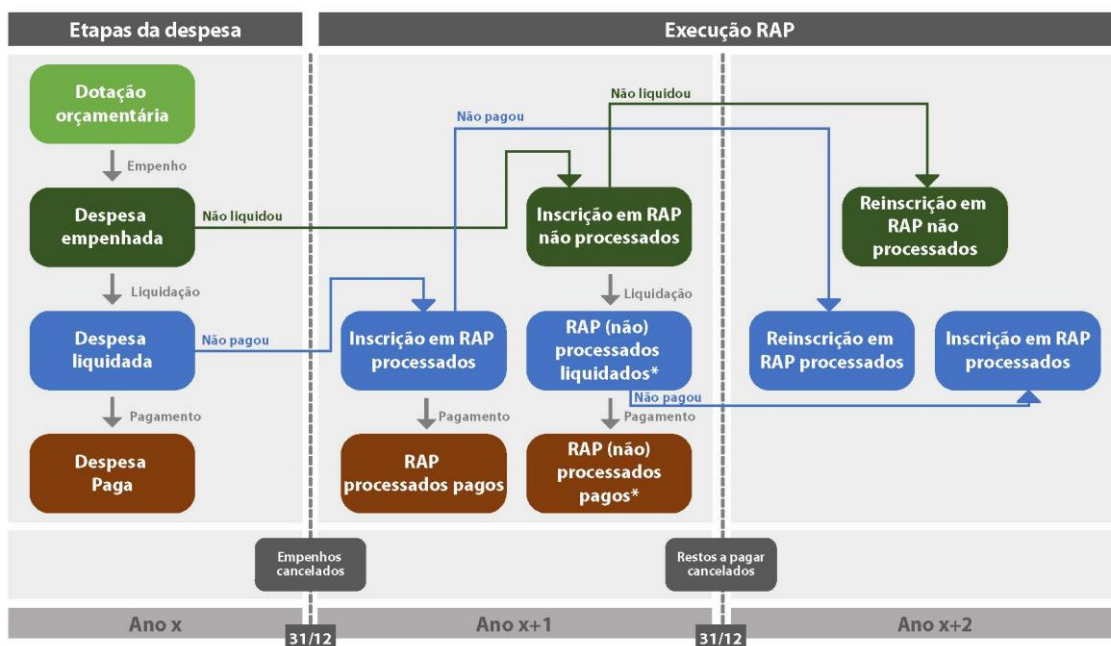 Etapas da despesa
Execução RAP
Dotação
orçamentária
Empenho
Despesa
empenhada
Não liquidou
Liquidação
Despesa
liquidada
Não pagou
Pagamento
Despesa
Paga
Não liquidou
Não pagou
Inscrição em RAP
não processados
Liquidação
Inscrição em RAP
processados
RAP (não)
processados
liquidados*
Não pagou
Pagamento
Pagamento
RAP
processados pagos
RAP (não)
processados
pagos*
Reinscrição em
RAP não
processados
Reinscrição em
RAP processados
Inscrição em RAP
processados
Empenhos
cancelados
Restos a pagar
cancelados
Ano x
31/12
Ano x+1
31/12
Ano x+2